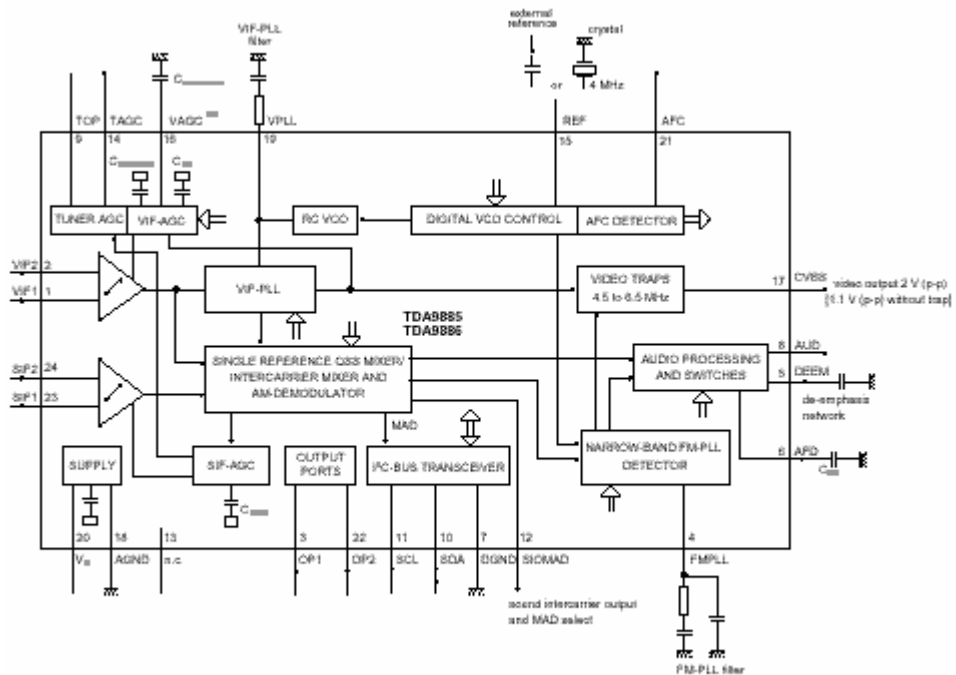 VIF-PLL
filter
external
reference
crystal
C
or
4 MHz
TOP
TAGC
VAGC
VPLL
REF
AFC
9
14
16
19
15
21
C
C
TUNER AGC
VIF-AGC
RC VCO
DIGITAL VCO CONTROL
AFC DETECTOR
VIF2
2
VIF1
1
VIF-PLL
VIDEO TRAPS
4.5 to 6.5 MHz
17
CVBS
video output 2 V (p-p)
[1.1 V (p-p) without trap]
TDA9885
TDA9886
SIF2
24
SIF1
23
SINGLE REFERENCE QSS MIXER/
INTERCARRIER MIXER AND
AM-DEMODULATOR
AUDIO PROCESSING
AND SWITCHES
8
AUD
5
DEEM
de-emphasis
network
MAD
SUPPLY
SIF-AGC
OUTPUT
PORTS
I²C-BUS TRANSCEIVER
NARROW-BAND FM-PLL
DETECTOR
6
AFD
C
C
20
18
13
3
22
11
10
7
12
4
V
AGND
n.c.
OP1
OP2
SCL
SDA
DGND
SIOMAD
FMPLL
sound intercarrier output
and MAD select
FM-PLL filter